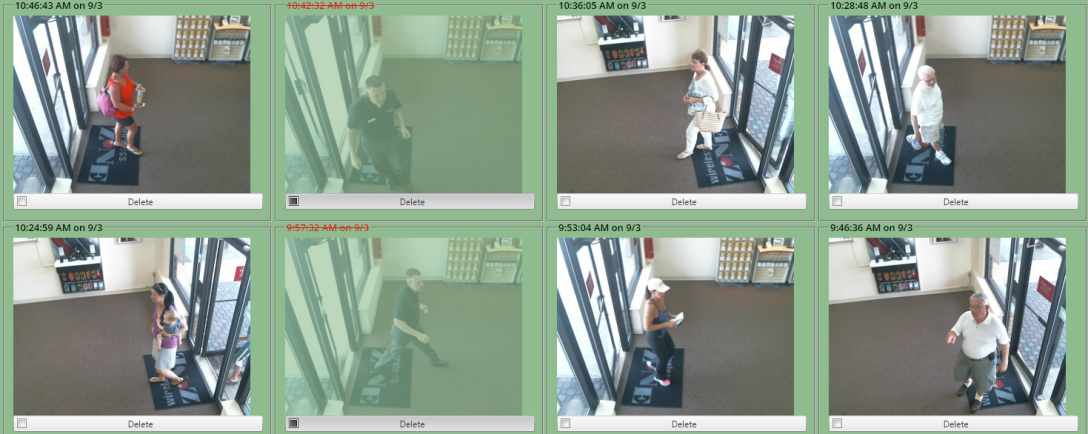 10:46:43 AM on 9/3
10:42:32 AM on 9/3
10:36:05 AM on 9/3
10:28:48 AM on 9/3
Delete
Delete
Delete
Delete
10:24:59 AM on 9/3
9:57:32 AM on 9/3
9:53:04 AM on 9/3
9:46:36 AM on 9/3
Delete
Delete
Delete
Delete